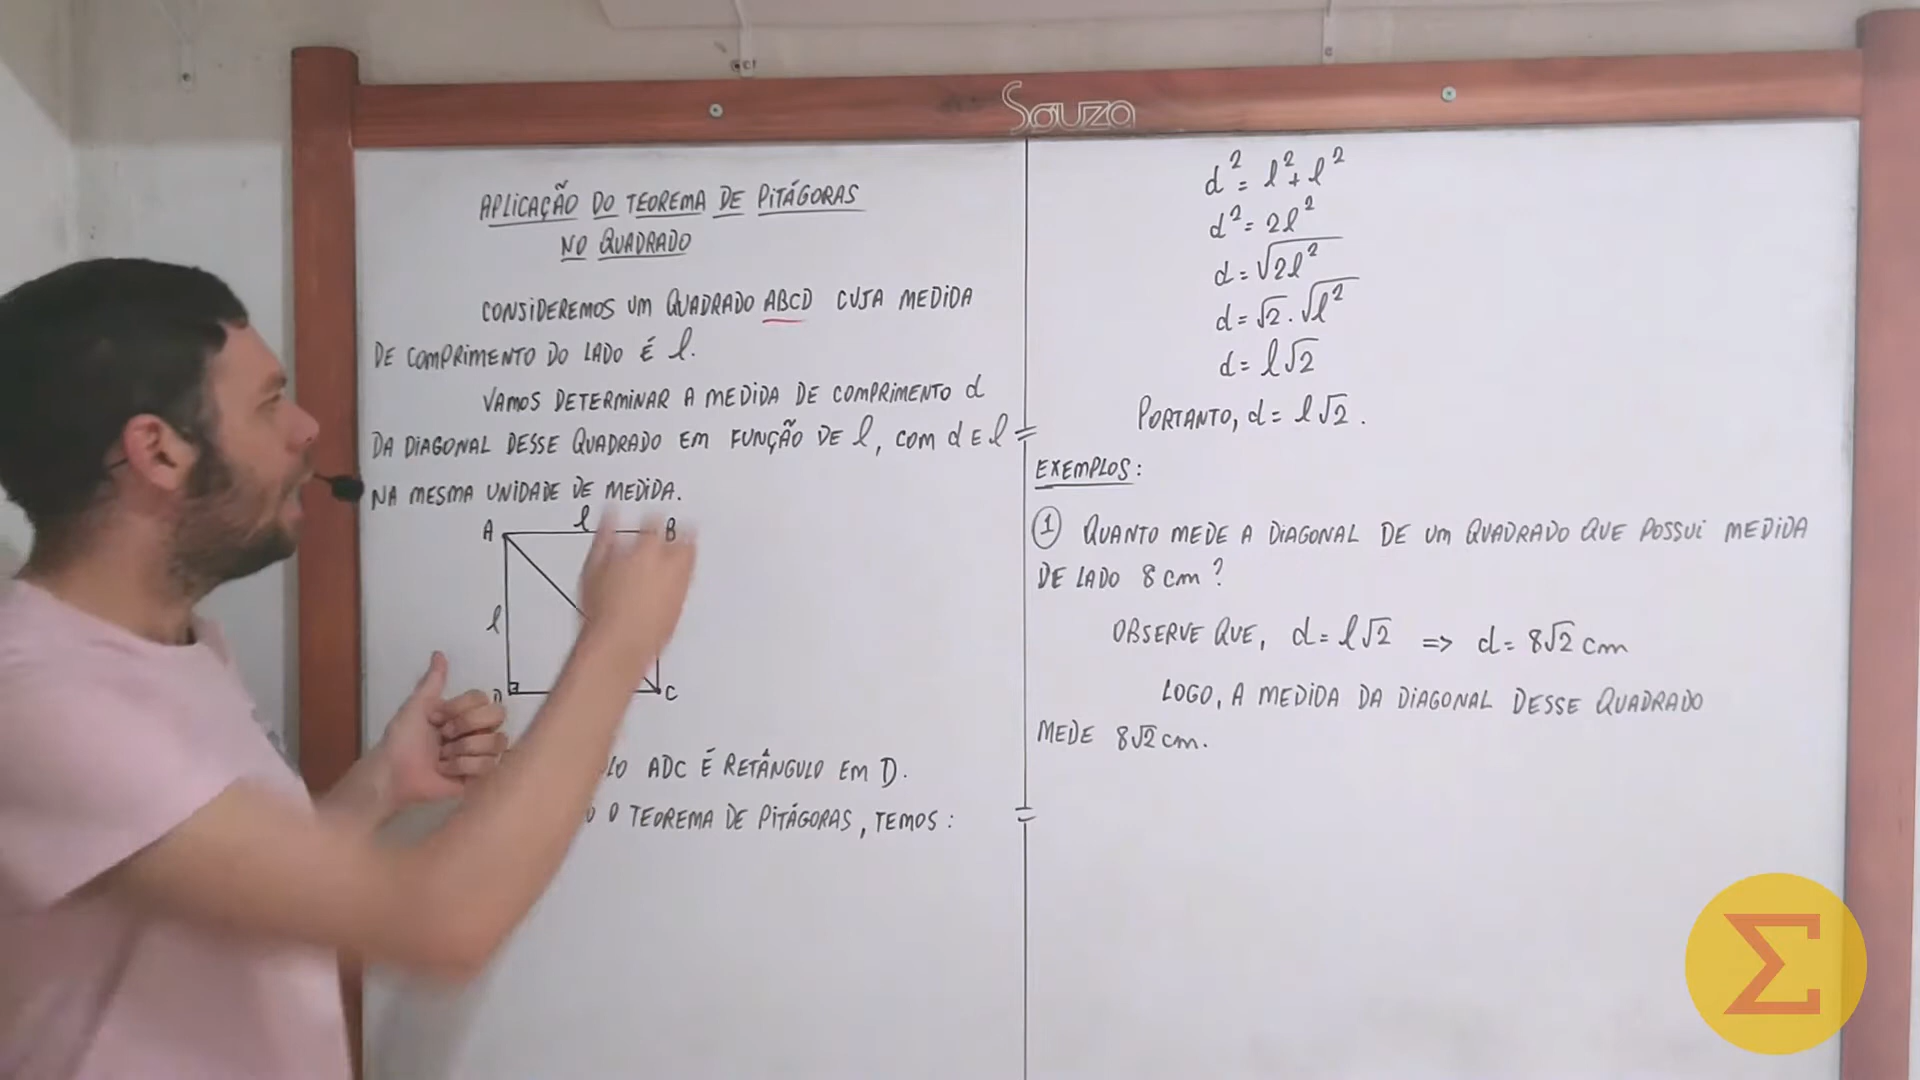 Souza
APLICAÇÃO DO TEOREMA DE PITÁGORAS
NO QUADRADO
CONSIDEREMOS UM QUADRADO ABCD CUJA MEDIDA
DE COMPRIMENTO DO LADO É l.
VAMOS DETERMINAR A MEDIDA DE COMPRIMENTO d
DA DIAGONAL DESSE QUADRADO EM FUNÇÃO DE l, COM d E l
NA MESMA UNIDADE DE MEDIDA.
l
A B
l
D C
ADC É RETÂNGULO EM D.
O TEOREMA DE PITÁGORAS, TEMOS:
d² = l² + l²
d² = 2l²
d = √2l²
d = √2 . √l²
d = l√2
PORTANTO, d = l√2.
EXEMPLOS:
1 QUANTO MEDE A DIAGONAL DE UM QUADRADO QUE POSSUI MEDIDA
DE LADO 8 cm?
OBSERVE QUE, d = l√2 => d = 8√2 cm
LOGO, A MEDIDA DA DIAGONAL DESSE QUADRADO
MEDE 8√2 cm.
Σ